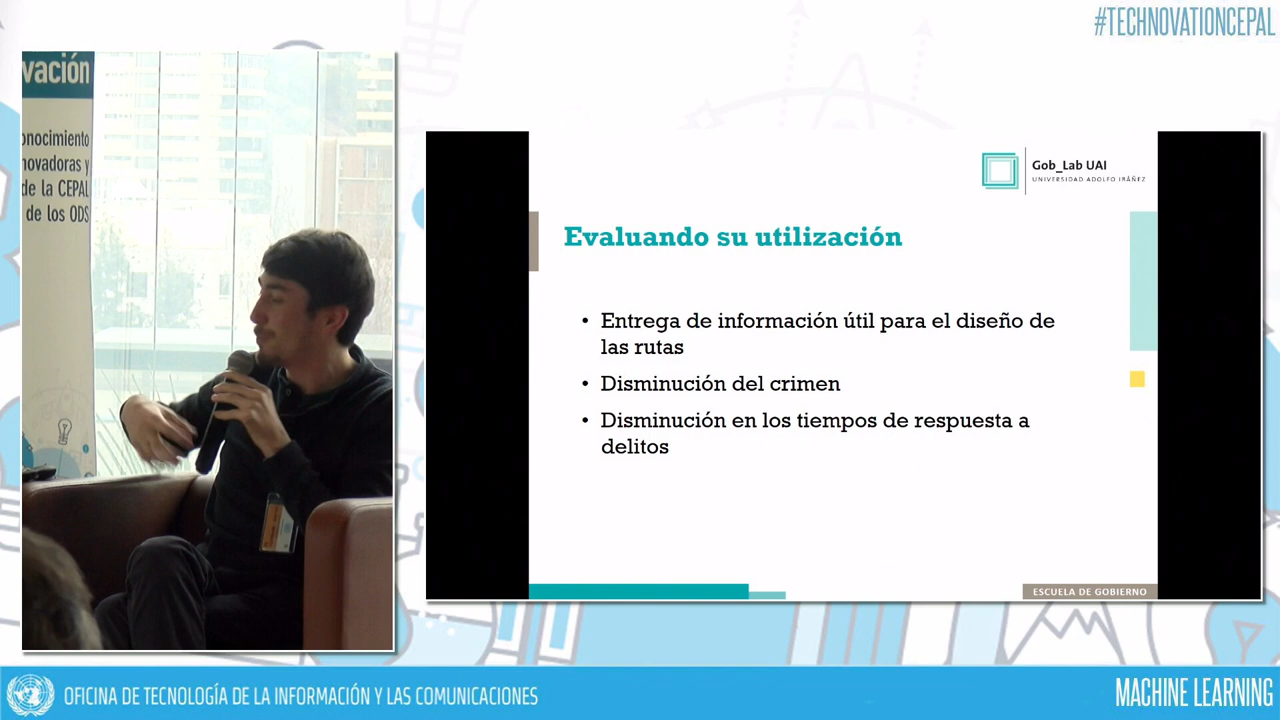 #TECHNOVATIONCEPAL
vación
onocimiento
novadoras y
de la CEPAL
de los ODS
Gob_Lab UAI
UNIVERSIDAD ADOLFO IBÁÑEZ
Evaluando su utilización
• Entrega de información útil para el diseño de
las rutas
• Disminución del crimen
• Disminución en los tiempos de respuesta a
delitos
ESCUELA DE GOBIERNO
OFICINA DE TECNOLOGÍA DE LA INFORMACIÓN Y LAS COMUNICACIONES
MACHINE LEARNING